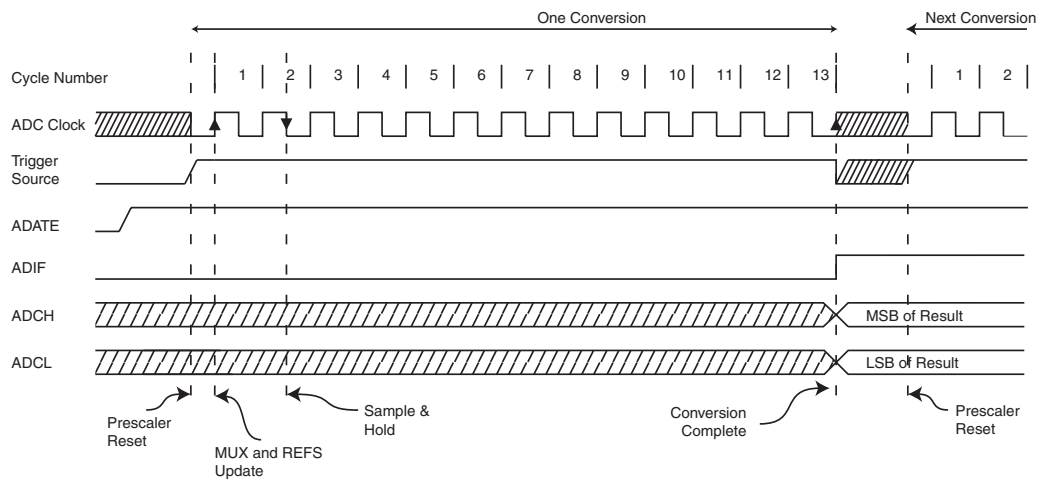 One Conversion
Next Conversion
Cycle Number 1 2 3 4 5 6 7 8 9 10 11 12 13 1 2
ADC Clock
Trigger
Source
ADATE
ADIF
ADCH MSB of Result
ADCL LSB of Result
Prescaler
Reset
MUX and REFS
Update
Sample &
Hold
Conversion
Complete
Prescaler
Reset